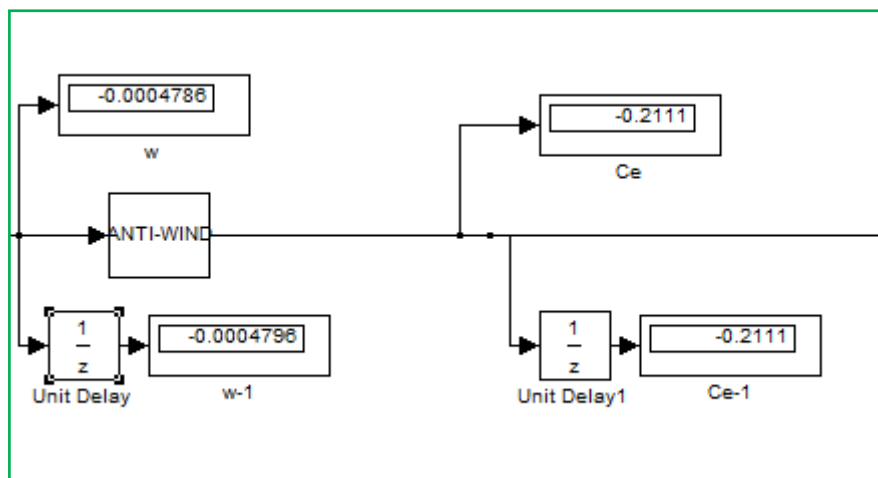 -0.0004786
w
-0.2111
Ce
ANTI-WIND
1
z
Unit Delay
-0.0004796
w-1
1
z
Unit Delay1
-0.2111
Ce-1